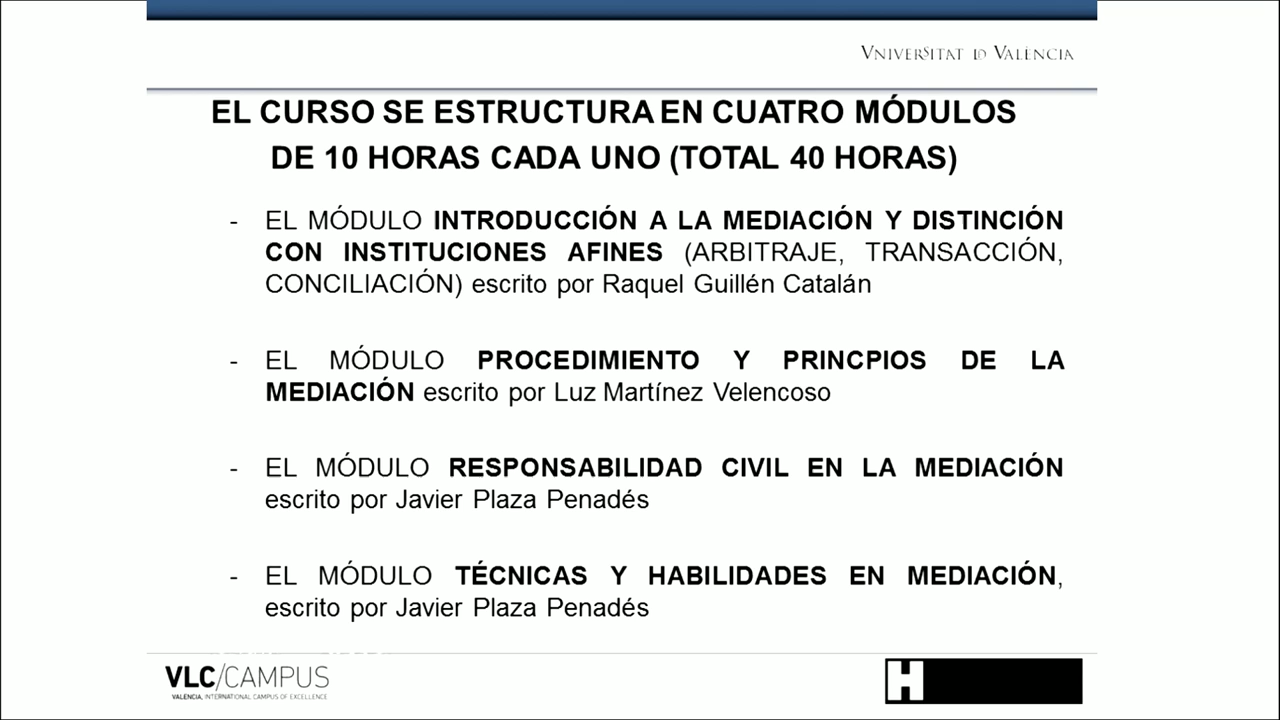 VNIVERSITAT ID VALÈNCIA
EL CURSO SE ESTRUCTURA EN CUATRO MÓDULOS
DE 10 HORAS CADA UNO (TOTAL 40 HORAS)
- EL MÓDULO INTRODUCCIÓN A LA MEDIACIÓN Y DISTINCIÓN
CON INSTITUCIONES AFINES (ARBITRAJE, TRANSACCIÓN,
CONCILIACIÓN) escrito por Raquel Guillén Catalán
- EL MÓDULO PROCEDIMIENTO Y PRINCPIOS DE LA
MEDIACIÓN escrito por Luz Martínez Velencoso
- EL MÓDULO RESPONSABILIDAD CIVIL EN LA MEDIACIÓN
escrito por Javier Plaza Penadés
- EL MÓDULO TÉCNICAS Y HABILIDADES EN MEDIACIÓN,
escrito por Javier Plaza Penadés
VLC/CAMPUS
VALENCIA, INTERNATIONAL CAMPUS OF EXCELLENCE
H